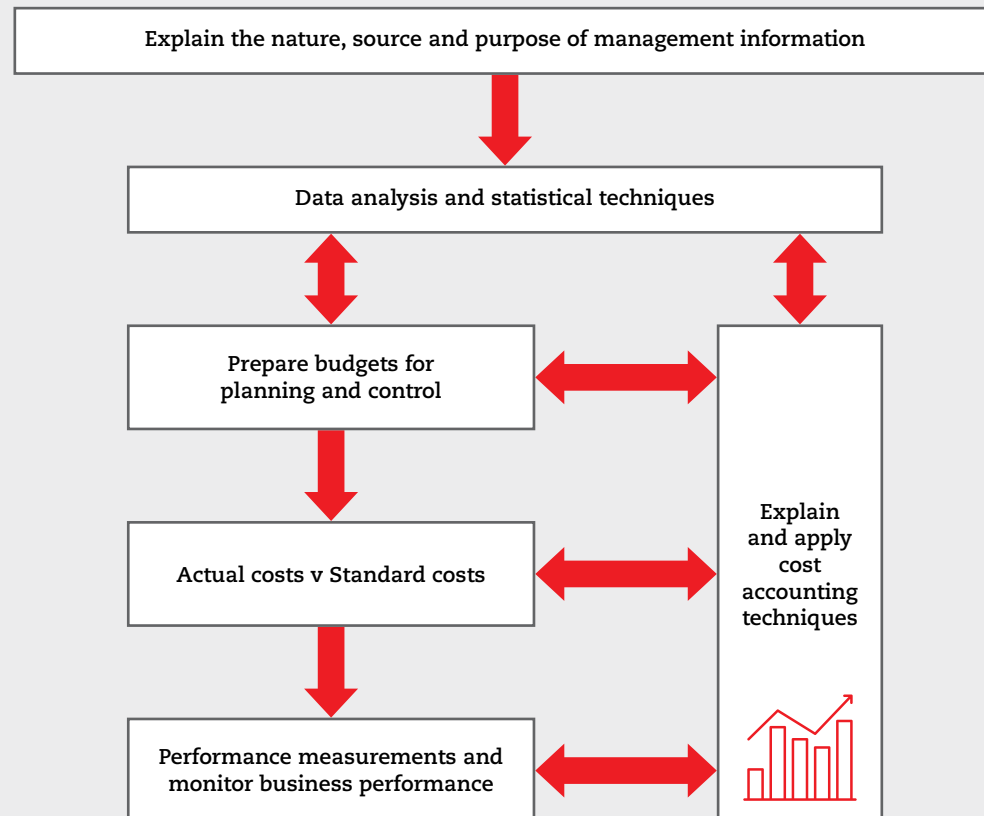 Explain the nature, source and purpose of management information
Data analysis and statistical techniques
Prepare budgets for
planning and control
Actual costs v Standard costs
Performance measurements and
monitor business performance
Explain
and apply
cost
accounting
techniques